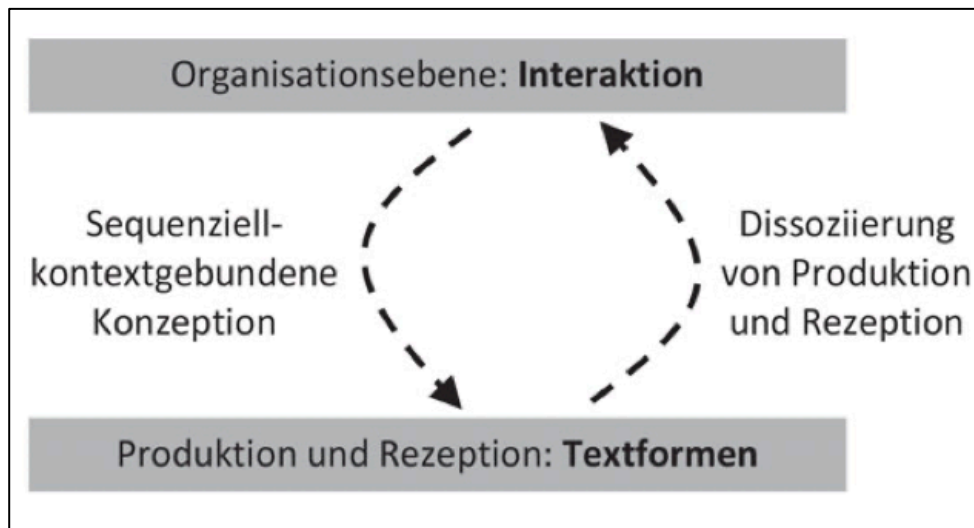 Organisationsebene: Interaktion
Sequenziell-
kontextgebundene
Konzeption
Dissoziierung
von Produktion
und Rezeption
Produktion und Rezeption: Textformen